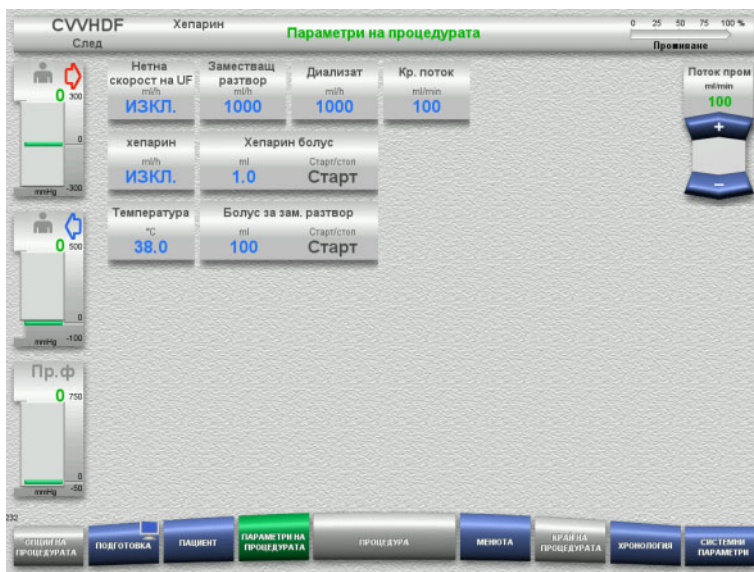 CVVHDF Хепарин
След
Параметри на процедурата
0 25 50 75 100 %
Промиване
0 300
0
mmHg -300
0 500
0
mmHg -100
Пр.ф
0 750
0
mmHg -50
Нетна скорост на UF
ml/h
ИЗКЛ.
Заместващ разтвор
ml/h
1000
Диализат
ml/h
1000
Кр. поток
ml/min
100
Поток пром
ml/min
100
+
–
хепарин
ml/h
ИЗКЛ.
Хепарин болус
ml Старт/стоп
1.0 Старт
Температура
°C
38.0
Болус за зам. разтвор
ml Старт/стоп
100 Старт
232
ОПЦИИ НА ПРОЦЕДУРАТА
ПОДГОТОВКА
ПАЦИЕНТ
ПАРАМЕТРИ НА ПРОЦЕДУРАТА
ПРОЦЕДУРА
МЕНЮТА
КРАЙ НА ПРОЦЕДУРАТА
ХРОНОЛОГИЯ
СИСТЕМНИ ПАРАМЕТРИ